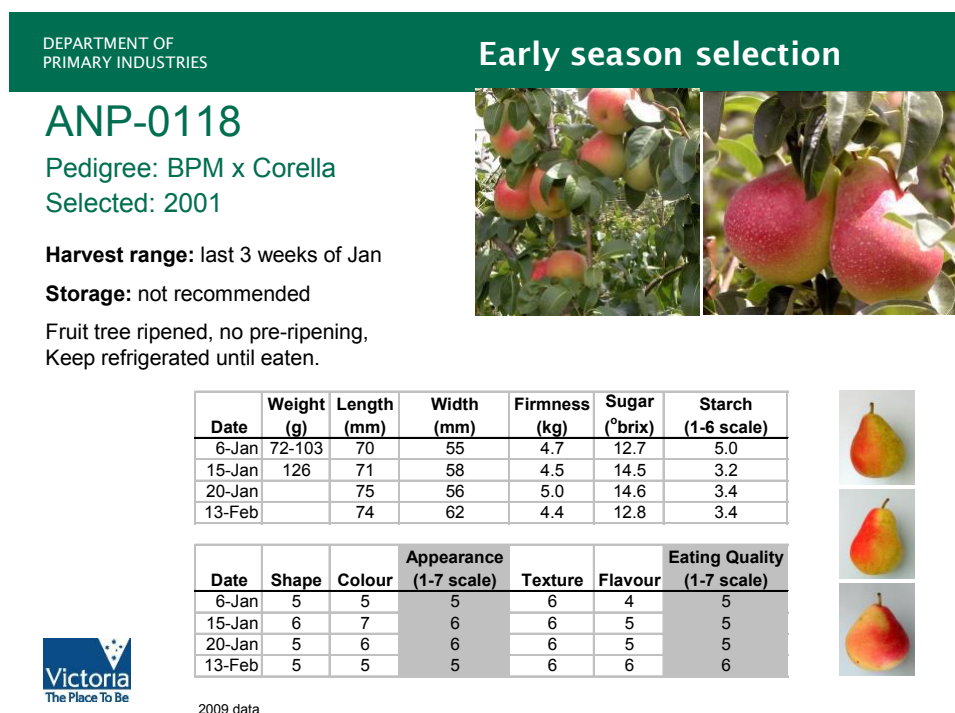 DEPARTMENT OF
PRIMARY INDUSTRIES
Early season selection
ANP-0118
Pedigree: BPM x Corella
Selected: 2001
Harvest range: last 3 weeks of Jan
Storage: not recommended
Fruit tree ripened, no pre-ripening,
Keep refrigerated until eaten.
Weight Length Width Firmness Sugar Starch
Date (g) (mm) (mm) (kg) (°brix) (1-6 scale)
6-Jan 72-103 70 55 4.7 12.7 5.0
15-Jan 126 71 58 4.5 14.5 3.2
20-Jan 75 56 5.0 14.6 3.4
13-Feb 74 62 4.4 12.8 3.4
Appearance Eating Quality
Date Shape Colour (1-7 scale) Texture Flavour (1-7 scale)
6-Jan 5 5 5 6 4 5
15-Jan 6 7 6 6 5 5
20-Jan 5 6 6 6 5 5
13-Feb 5 5 5 6 6 6
Victoria
The Place To Be
2009 data